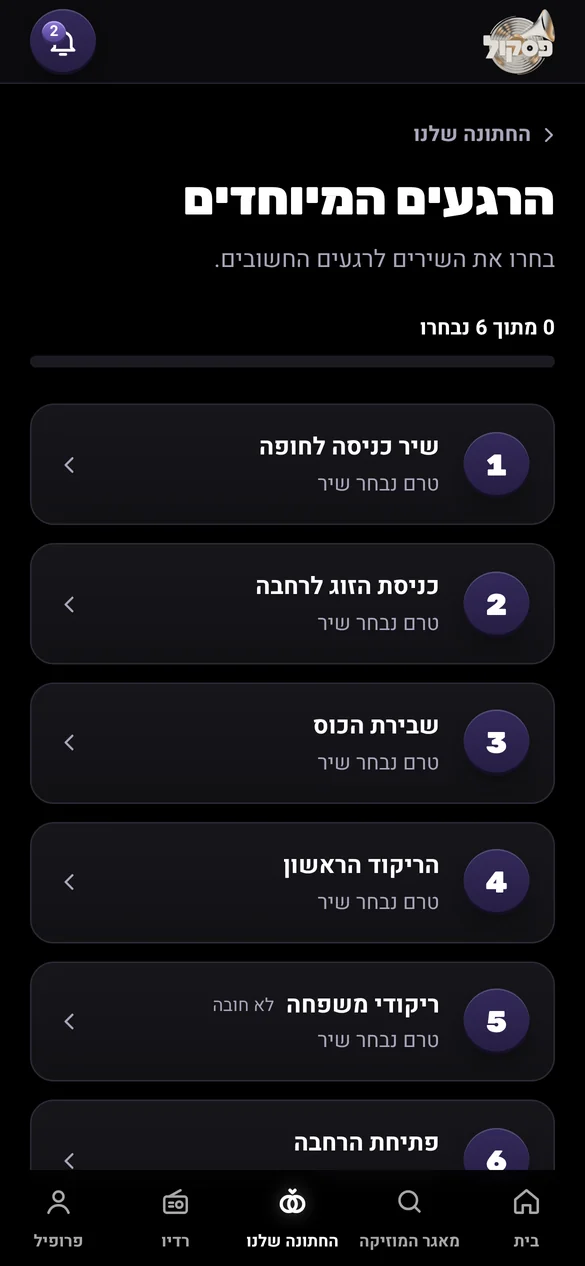 2
פסקול
החתונה שלנו
הרגעים המיוחדים
בחרו את השירים לרגעים החשובים.
0 מתוך 6 נבחרו
1
שיר כניסה לחופה
טרם נבחר שיר
2
כניסת הזוג לרחבה
טרם נבחר שיר
3
שבירת הכוס
טרם נבחר שיר
4
הריקוד הראשון
טרם נבחר שיר
5
ריקודי משפחה לא חובה
טרם נבחר שיר
6
פתיחת הרחבה
בית מאגר המוזיקה החתונה שלנו רדיו פרופיל